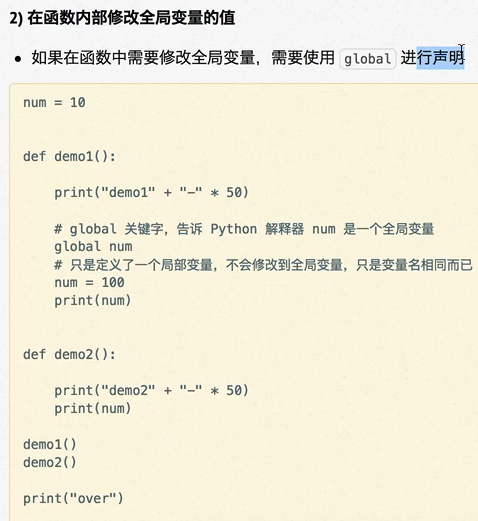 2) 在函数内部修改全局变量的值
• 如果在函数中需要修改全局变量，需要使用 global 进行声明
num = 10
def demo1():
    print("demo1" + "-" * 50)
    # global 关键字，告诉 Python 解释器 num 是一个全局变量
    global num
    # 只是定义了一个局部变量，不会修改到全局变量，只是变量名相同而已
    num = 100
    print(num)
def demo2():
    print("demo2" + "-" * 50)
    print(num)
demo1()
demo2()
print("over")